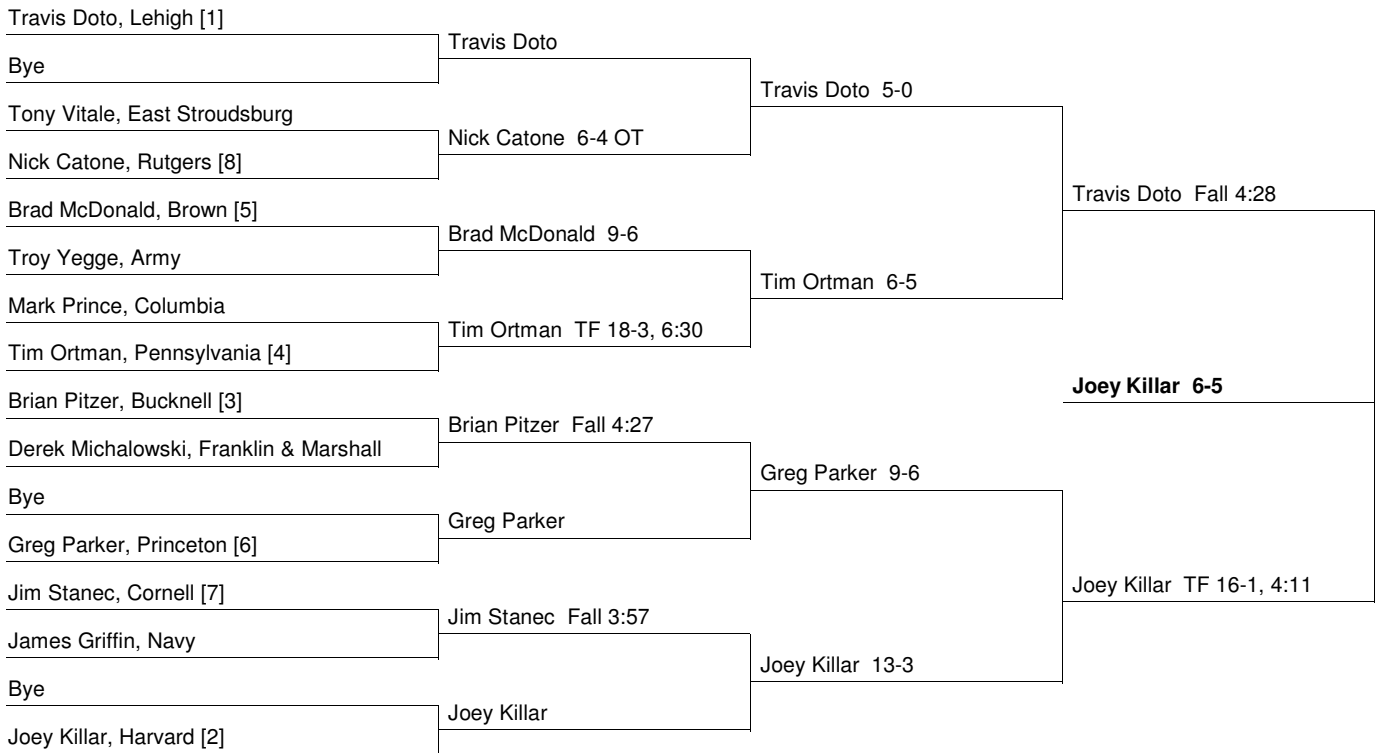 Travis Doto, Lehigh [1]
Bye
Tony Vitale, East Stroudsburg
Nick Catone, Rutgers [8]
Brad McDonald, Brown [5]
Troy Yegge, Army
Mark Prince, Columbia
Tim Ortman, Pennsylvania [4]
Brian Pitzer, Bucknell [3]
Derek Michalowski, Franklin & Marshall
Bye
Greg Parker, Princeton [6]
Jim Stanec, Cornell [7]
James Griffin, Navy
Bye
Joey Killar, Harvard [2]
Travis Doto
Nick Catone 6-4 OT
Brad McDonald 9-6
Tim Ortman TF 18-3, 6:30
Brian Pitzer Fall 4:27
Greg Parker
Jim Stanec Fall 3:57
Joey Killar
Travis Doto 5-0
Tim Ortman 6-5
Greg Parker 9-6
Joey Killar 13-3
Travis Doto Fall 4:28
Joey Killar TF 16-1, 4:11
Joey Killar 6-5